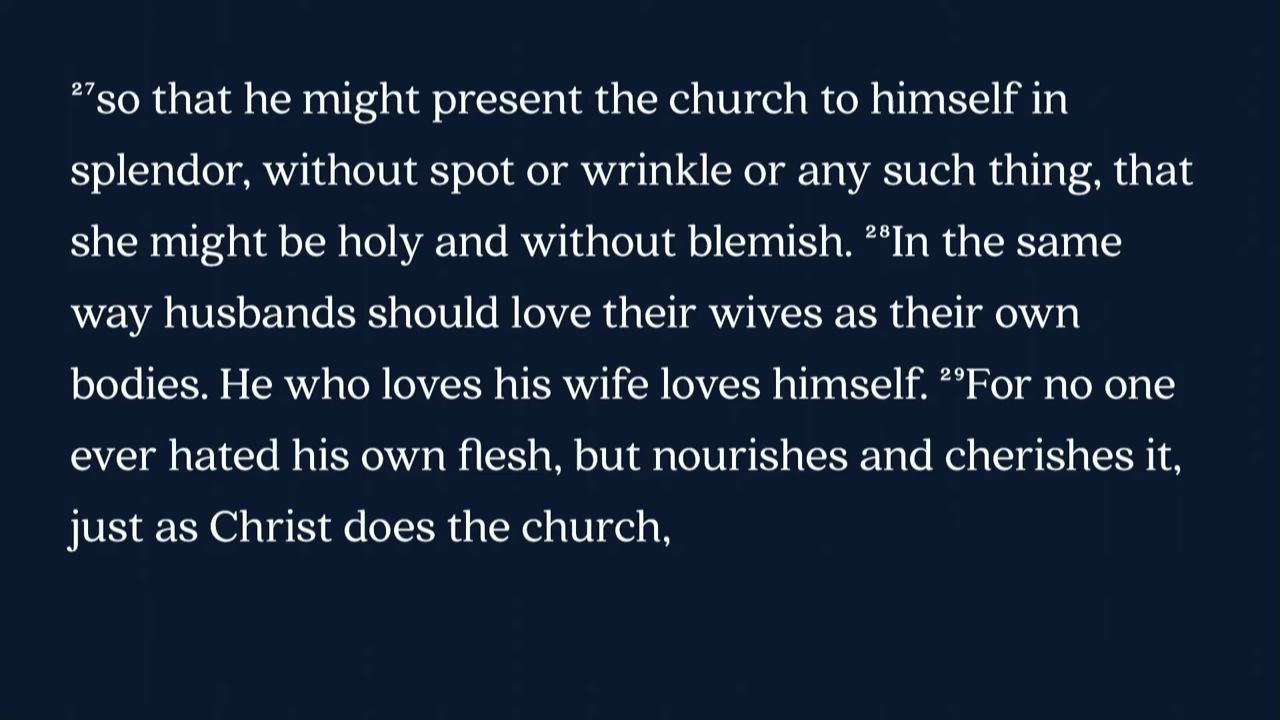 ²⁷so that he might present the church to himself in
splendor, without spot or wrinkle or any such thing, that
she might be holy and without blemish. ²⁸In the same
way husbands should love their wives as their own
bodies. He who loves his wife loves himself. ²⁹For no one
ever hated his own flesh, but nourishes and cherishes it,
just as Christ does the church,